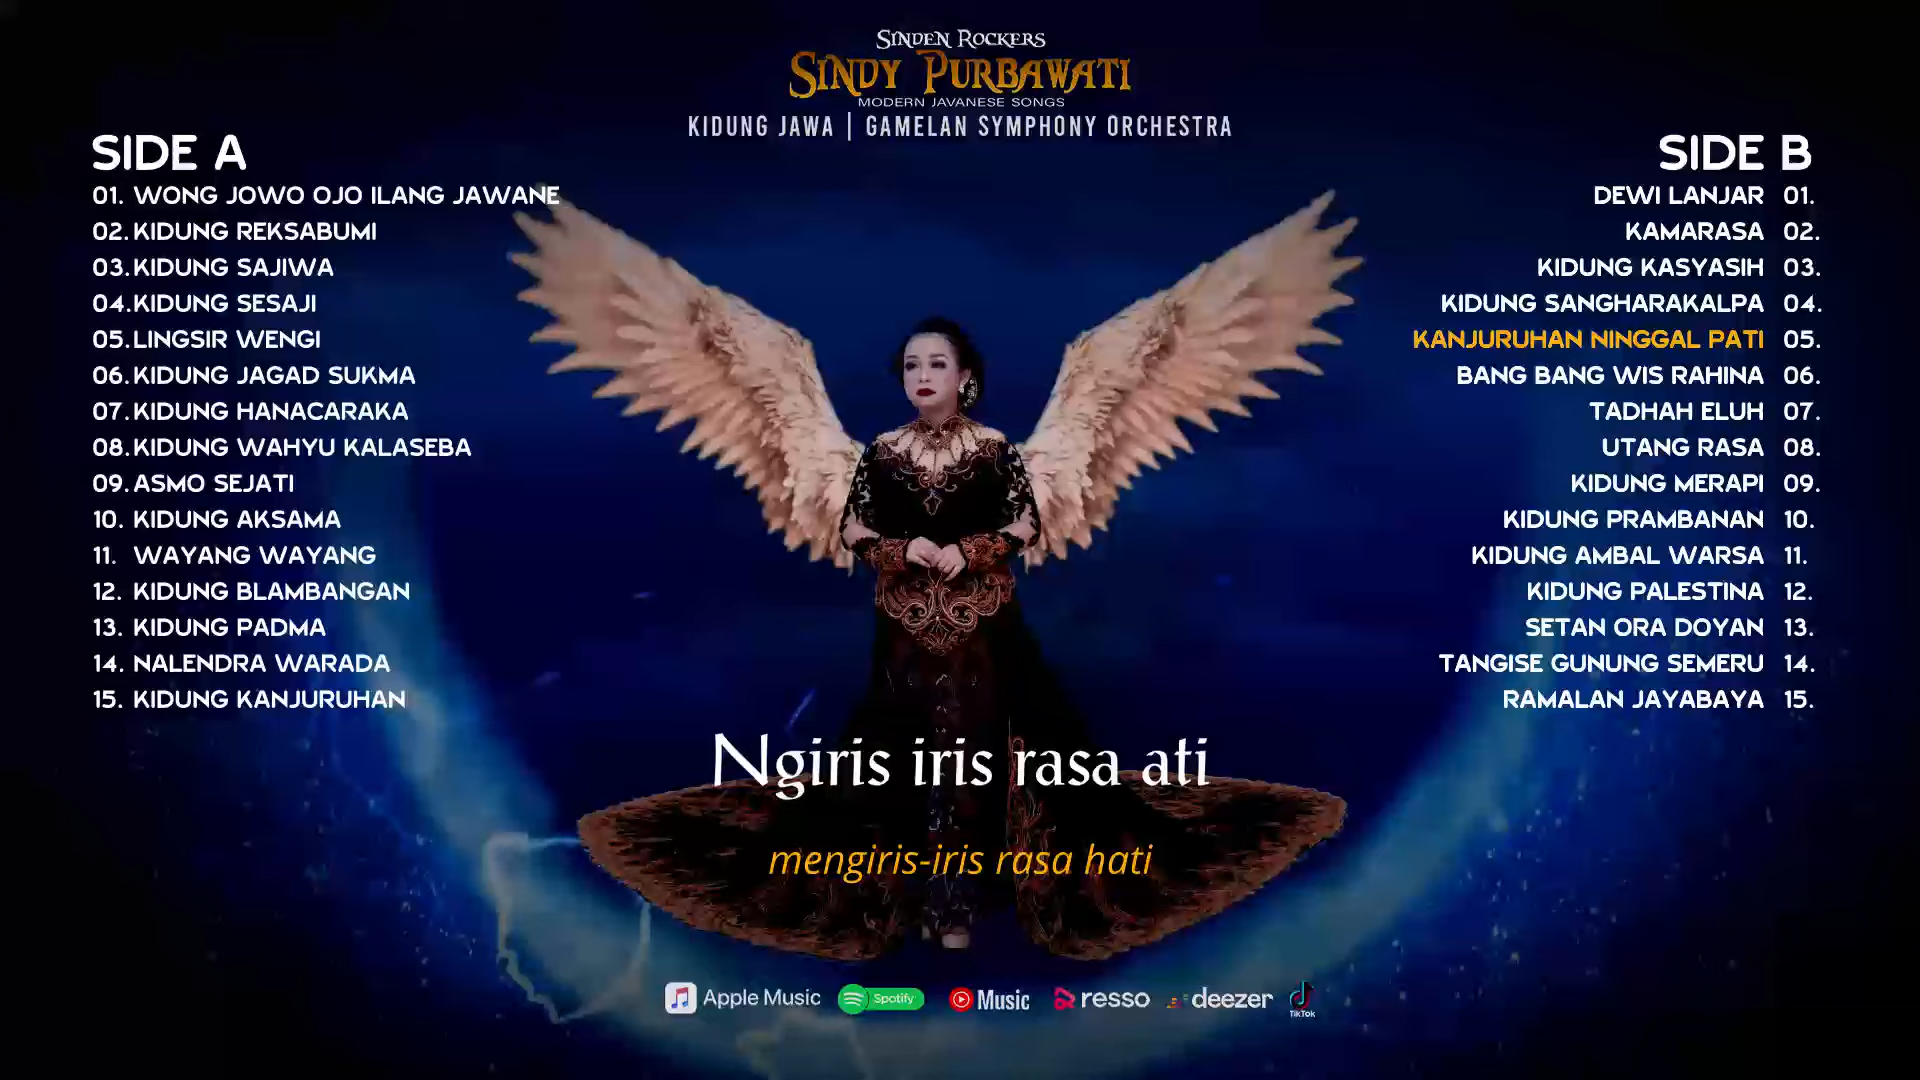 SINDEN ROCKERS
SINDY PURBAWATI
MODERN JAVANESE SONGS
KIDUNG JAWA | GAMELAN SYMPHONY ORCHESTRA
SIDE A
01. WONG JOWO OJO ILANG JAWANE
02. KIDUNG REKSABUMI
03. KIDUNG SAJIWA
04. KIDUNG SESAJI
05. LINGSIR WENGI
06. KIDUNG JAGAD SUKMA
07. KIDUNG HANACARAKA
08. KIDUNG WAHYU KALASEBA
09. ASMO SEJATI
10. KIDUNG AKSAMA
11. WAYANG WAYANG
12. KIDUNG BLAMBANGAN
13. KIDUNG PADMA
14. NALENDRA WARADA
15. KIDUNG KANJURUHAN
SIDE B
DEWI LANJAR 01.
KAMARASA 02.
KIDUNG KASYASIH 03.
KIDUNG SANGHARAKALPA 04.
KANJURUHAN NINGGAL PATI 05.
BANG BANG WIS RAHINA 06.
TADHAH ELUH 07.
UTANG RASA 08.
KIDUNG MERAPI 09.
KIDUNG PRAMBANAN 10.
KIDUNG AMBAL WARSA 11.
KIDUNG PALESTINA 12.
SETAN ORA DOYAN 13.
TANGISE GUNUNG SEMERU 14.
RAMALAN JAYABAYA 15.
Ngiris iris rasa ati
mengiris-iris rasa hati
Apple Music Spotify Music resso deezer TikTok